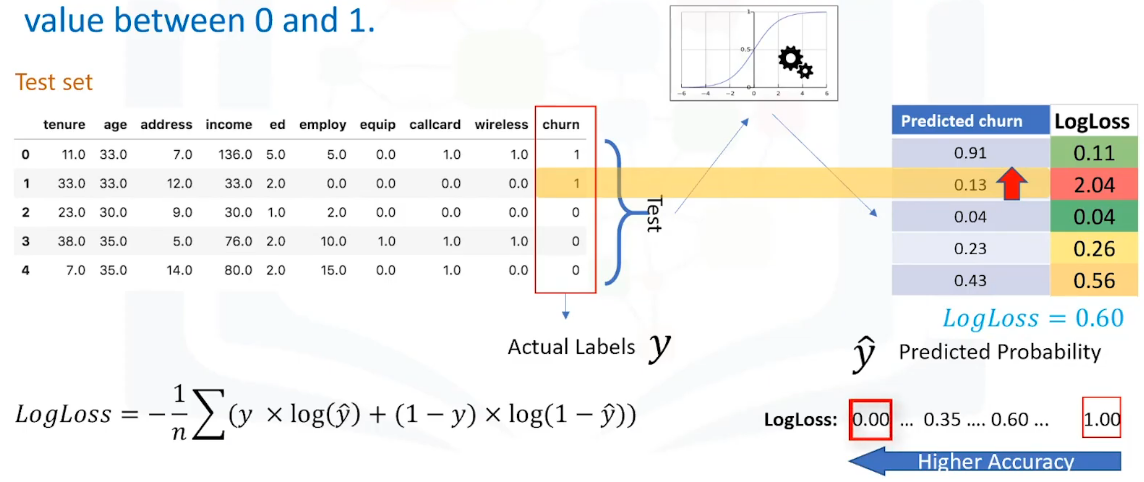 value between 0 and 1.
Test set
tenure age address income ed employ equip callcard wireless churn
0 11.0 33.0 7.0 136.0 5.0 5.0 0.0 1.0 1.0 1
1 33.0 33.0 12.0 33.0 2.0 0.0 0.0 0.0 0.0 1
2 23.0 30.0 9.0 30.0 1.0 2.0 0.0 0.0 0.0 0
3 38.0 35.0 5.0 76.0 2.0 10.0 1.0 1.0 1.0 0
4 7.0 35.0 14.0 80.0 2.0 15.0 0.0 1.0 0.0 0
Test
1
0.5
0
−6 −4 −2 0 2 4 6
Predicted churn LogLoss
0.91 0.11
0.13 2.04
0.04 0.04
0.23 0.26
0.43 0.56
LogLoss = 0.60
Actual Labels y
ŷ Predicted Probability
LogLoss = −1/n ∑(y × log(ŷ) + (1 − y) × log(1 − ŷ))
LogLoss: 0.00 ... 0.35 .... 0.60 ... 1.00
Higher Accuracy